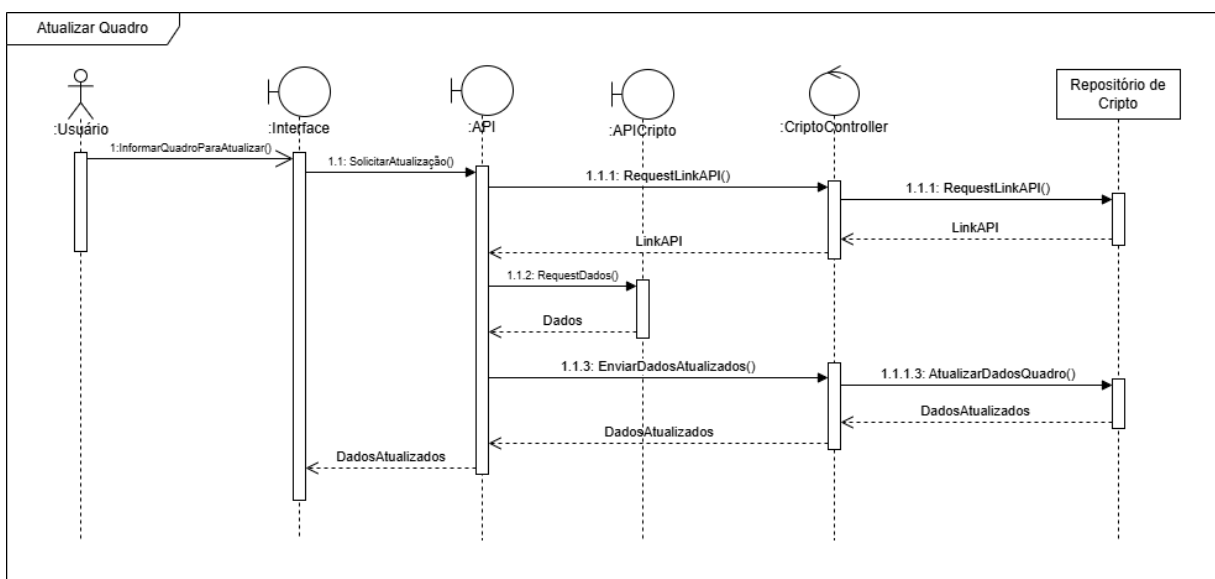 Atualizar Quadro
Repositório de
Cripto
:Usuário
:Interface
:API
:APICripto
:CriptoController
1:InformarQuadroParaAtualizar()
1.1: SolicitarAtualização()
1.1.1: RequestLinkAPI()
1.1.1: RequestLinkAPI()
LinkAPI
LinkAPI
1.1.2: RequestDados()
Dados
1.1.3: EnviarDadosAtualizados()
1.1.1.3: AtualizarDadosQuadro()
DadosAtualizados
DadosAtualizados
DadosAtualizados